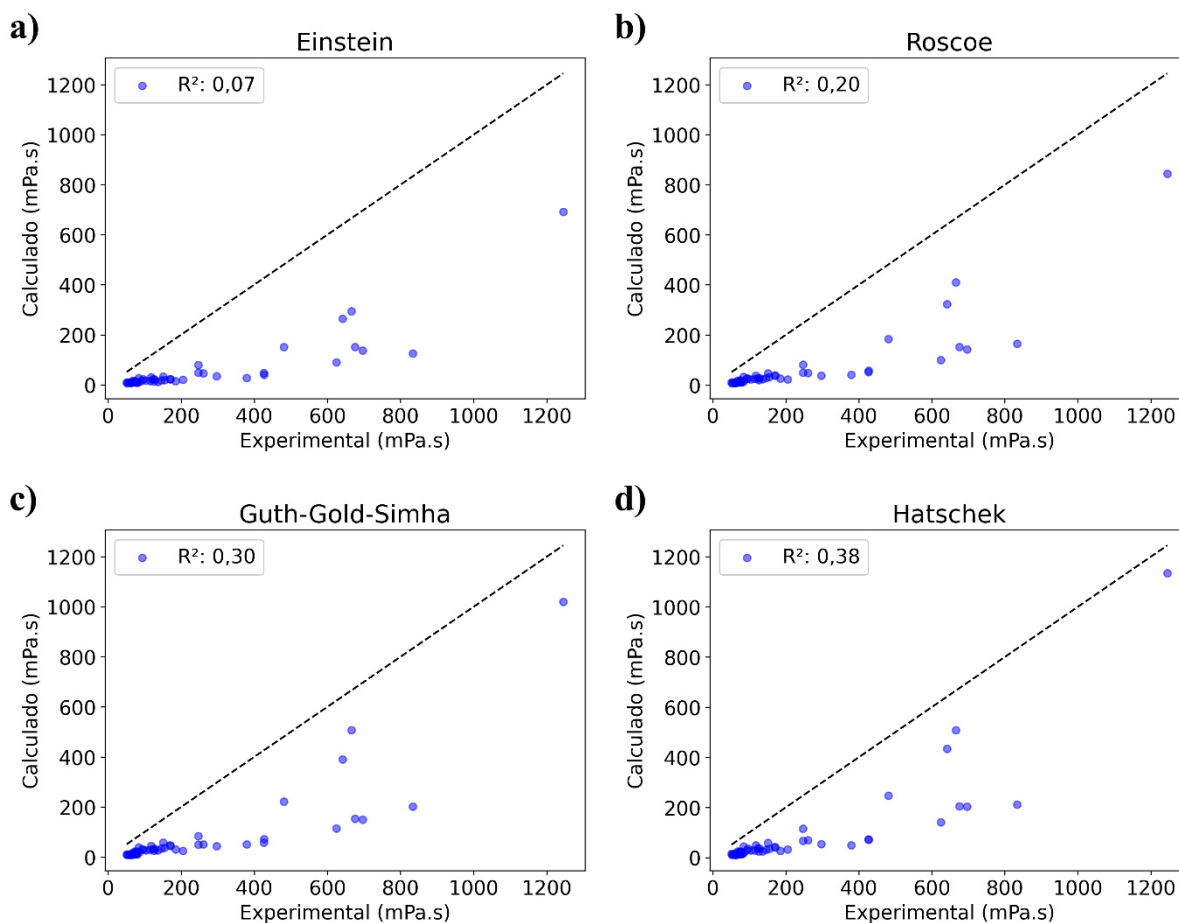 a)
Einstein
R²: 0,07
1200
1000
800
600
400
200
0
Calculado (mPa.s)
0 200 400 600 800 1000 1200
Experimental (mPa.s)
b)
Roscoe
R²: 0,20
1200
1000
800
600
400
200
0
Calculado (mPa.s)
0 200 400 600 800 1000 1200
Experimental (mPa.s)
c)
Guth-Gold-Simha
R²: 0,30
1200
1000
800
600
400
200
0
Calculado (mPa.s)
0 200 400 600 800 1000 1200
Experimental (mPa.s)
d)
Hatschek
R²: 0,38
1200
1000
800
600
400
200
0
Calculado (mPa.s)
0 200 400 600 800 1000 1200
Experimental (mPa.s)